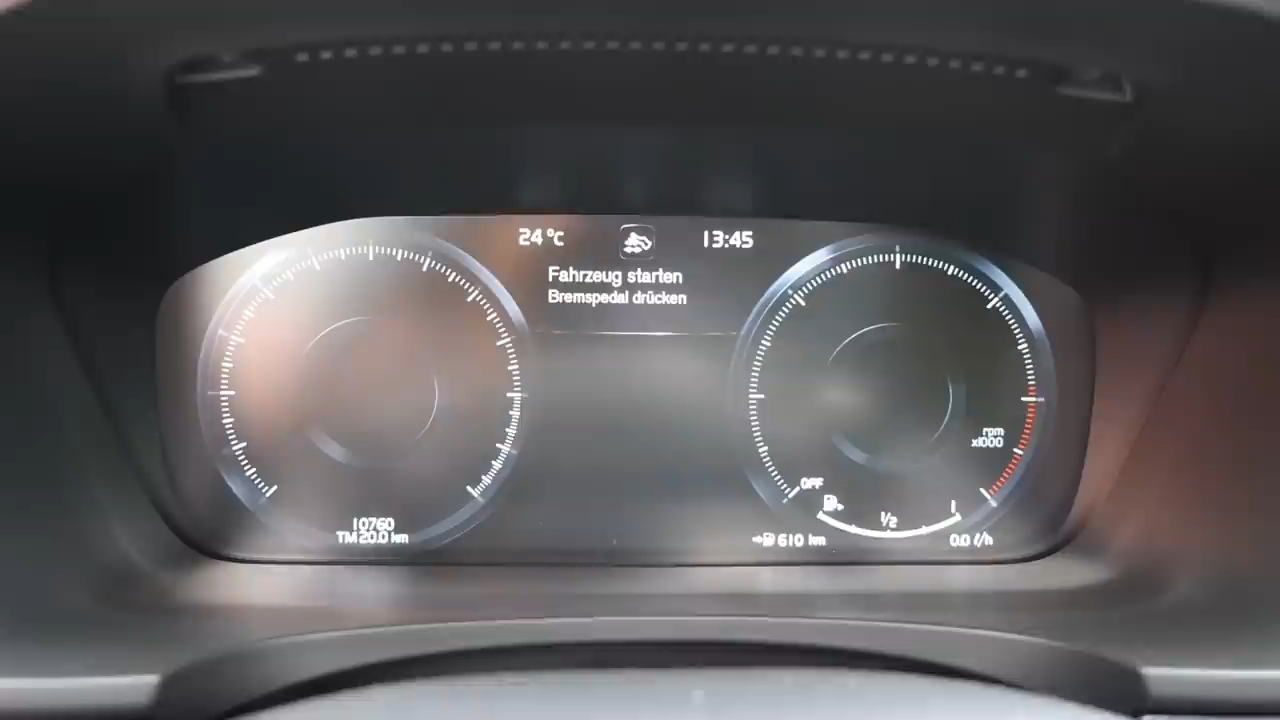 24°C 13:45
Fahrzeug starten
Bremspedal drücken
rpm
x1000
OFF
1/2 1
10760
TM 20.0 km
610 km
0.0 l/h